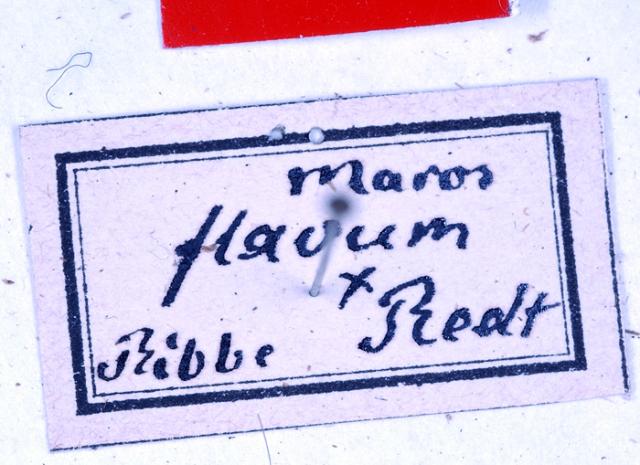 Maros
flavum
x Redt
Ribbe